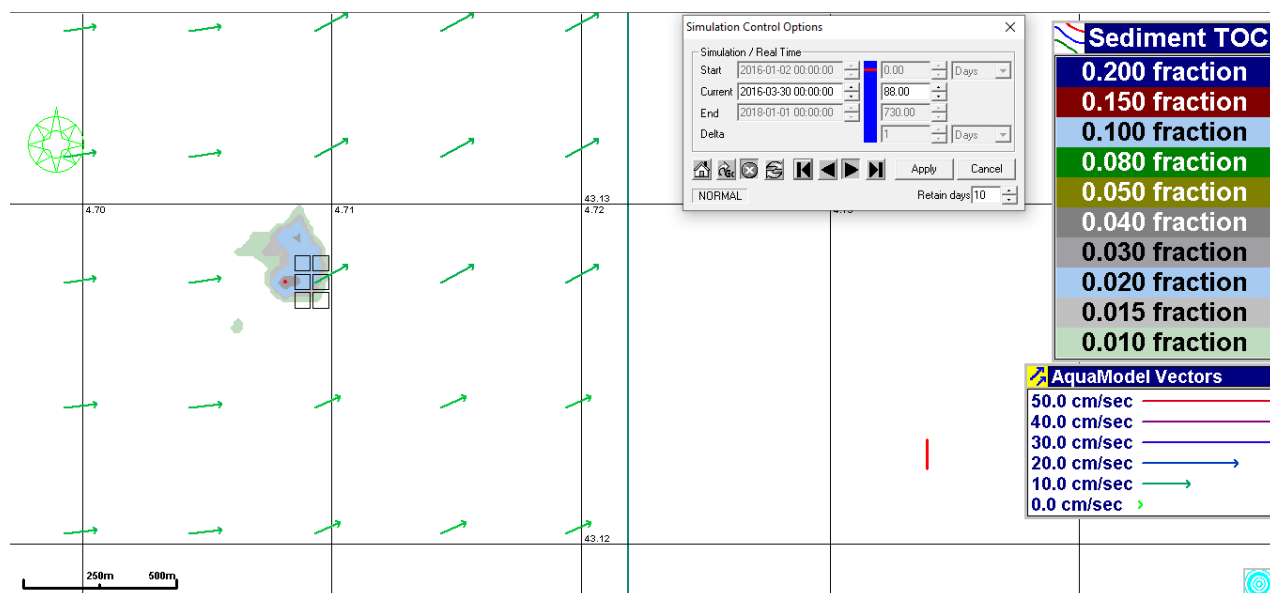 Simulation Control Options
Simulation / Real Time
Start 2016-01-02 00:00:00 0.00 Days
Current 2016-03-30 00:00:00 88.00
End 2018-01-01 00:00:00 730.00
Delta 1 Days
Apply Cancel
NORMAL Retain days 10
Sediment TOC
0.200 fraction
0.150 fraction
0.100 fraction
0.080 fraction
0.050 fraction
0.040 fraction
0.030 fraction
0.020 fraction
0.015 fraction
0.010 fraction
AquaModel Vectors
50.0 cm/sec
40.0 cm/sec
30.0 cm/sec
20.0 cm/sec
10.0 cm/sec
0.0 cm/sec
43.13
4.70 4.71 4.72
43.12
250m 500m